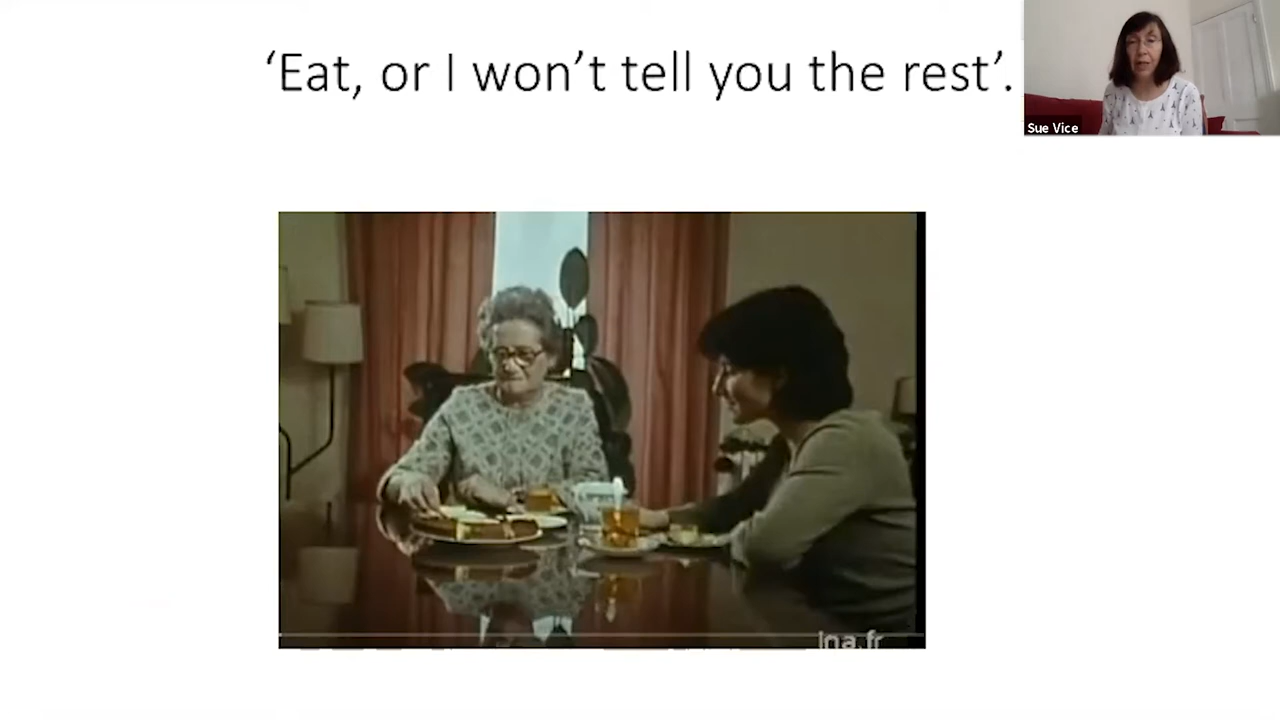 ‘Eat, or I won’t tell you the rest’.
Sue Vice
Ina.fr